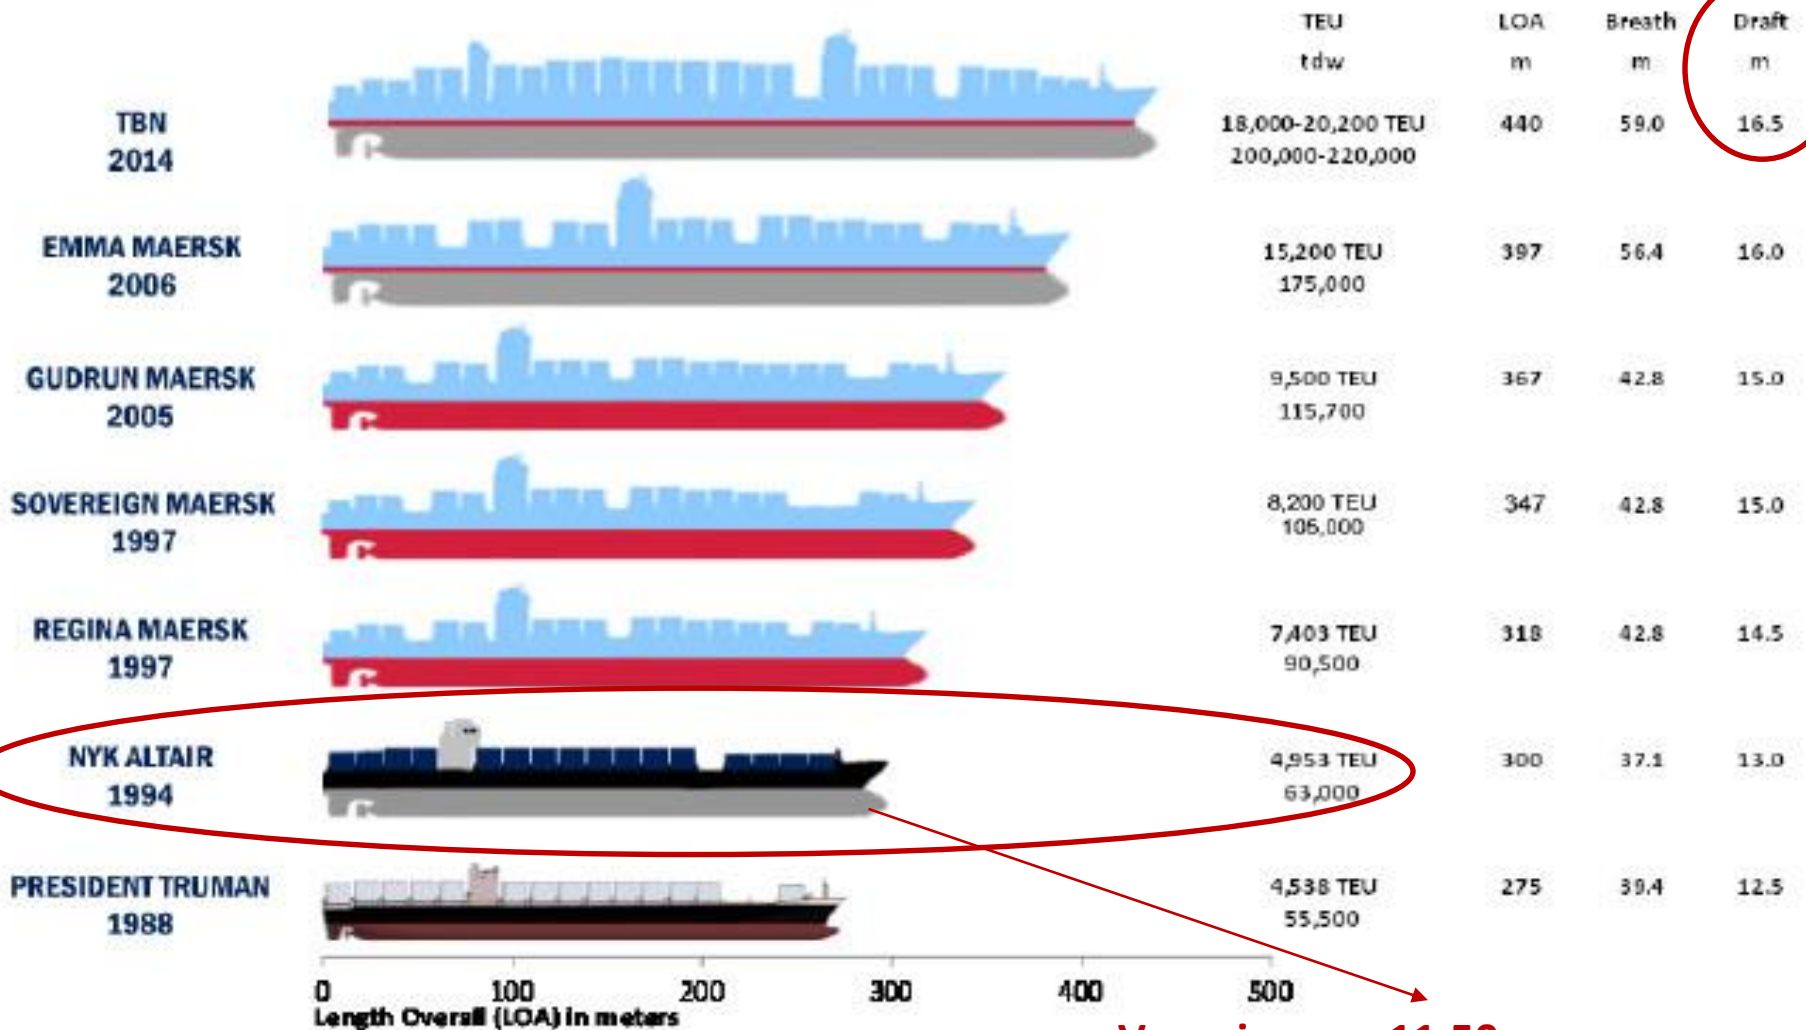 TEU LOA Breath Draft
tdw m m m
TBN
2014
18,000-20,200 TEU 440 59.0 16.5
200,000-220,000
EMMA MAERSK
2006
15,200 TEU 397 56.4 16.0
175,000
GUDRUN MAERSK
2005
9,500 TEU 367 42.8 15.0
115,700
SOVEREIGN MAERSK
1997
8,200 TEU 347 42.8 15.0
105,000
REGINA MAERSK
1997
7,403 TEU 318 42.8 14.5
90,500
NYK ALTAIR
1994
4,953 TEU 300 37.1 13.0
63,000
PRESIDENT TRUMAN
1988
4,538 TEU 275 39.4 12.5
55,500
0 100 200 300 400 500
Length Overall (LOA) in meters